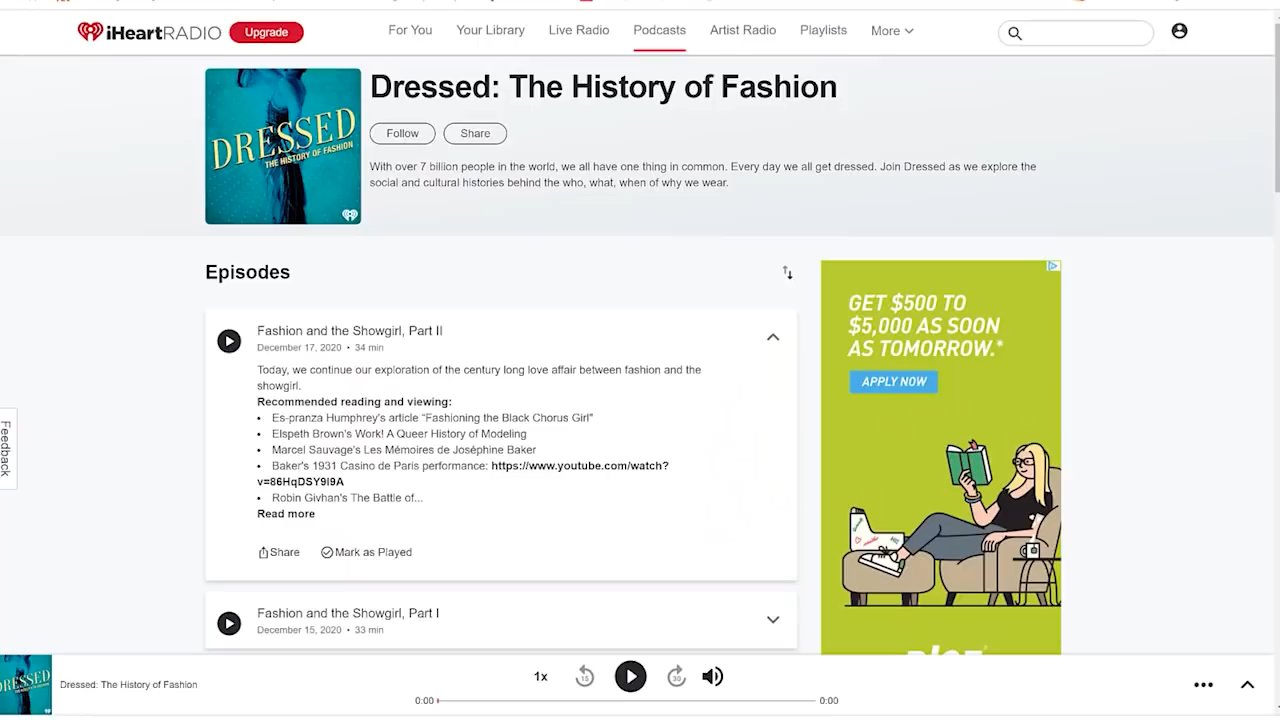 iHeartRADIO
Upgrade
For You
Your Library
Live Radio
Podcasts
Artist Radio
Playlists
More
DRESSED
THE HISTORY OF FASHION
Dressed: The History of Fashion
Follow
Share
With over 7 billion people in the world, we all have one thing in common. Every day we all get dressed. Join Dressed as we explore the
social and cultural histories behind the who, what, when of why we wear.
Episodes
Fashion and the Showgirl, Part II
December 17, 2020 • 34 min
Today, we continue our exploration of the century long love affair between fashion and the
showgirl.
Recommended reading and viewing:
• Es-pranza Humphrey's article “Fashioning the Black Chorus Girl”
• Elspeth Brown's Work! A Queer History of Modeling
• Marcel Sauvage's Les Mémoires de Joséphine Baker
• Baker's 1931 Casino de Paris performance: https://www.youtube.com/watch?
v=86HqDSY9I9A
• Robin Givhan's The Battle of...
Read more
Share
Mark as Played
Fashion and the Showgirl, Part I
December 15, 2020 • 33 min
GET $500 TO
$5,000 AS SOON
AS TOMORROW.*
APPLY NOW
Feedback
DRESSED
Dressed: The History of Fashion
1x
15
30
0:00
0:00